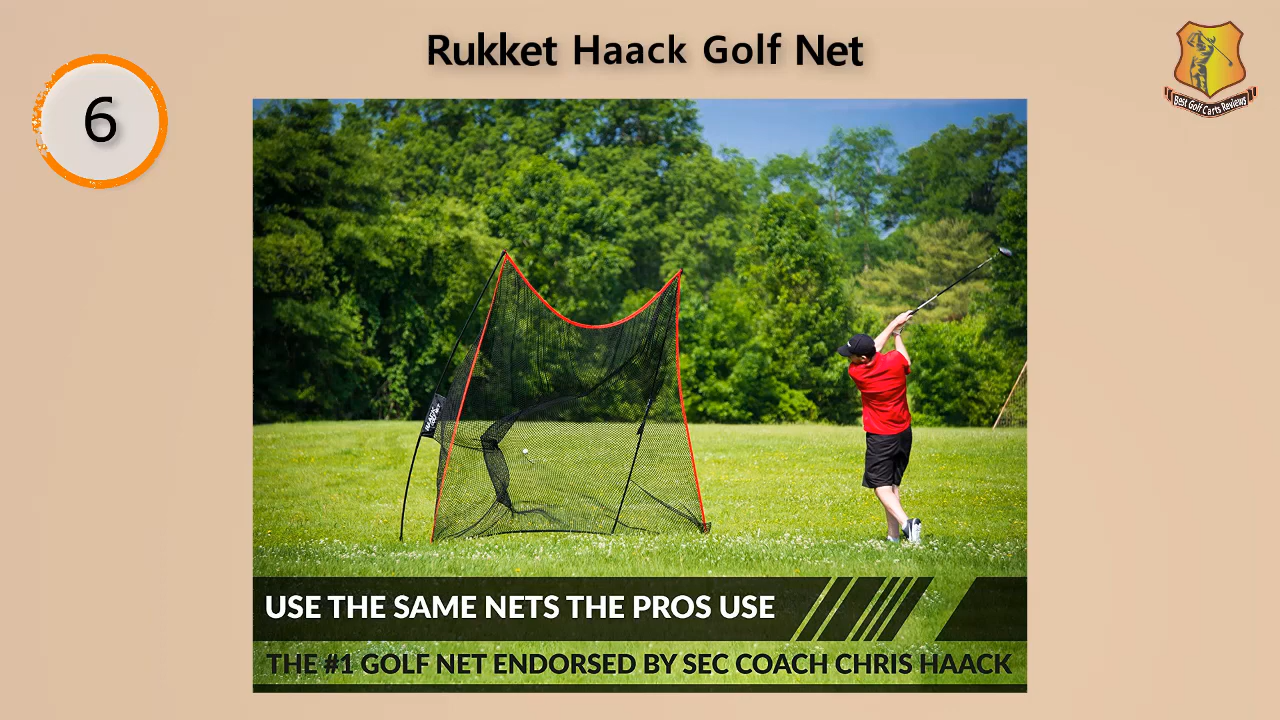 Rukket Haack Golf Net
6
Best Golf Carts Reviews
USE THE SAME NETS THE PROS USE
THE #1 GOLF NET ENDORSED BY SEC COACH CHRIS HAACK